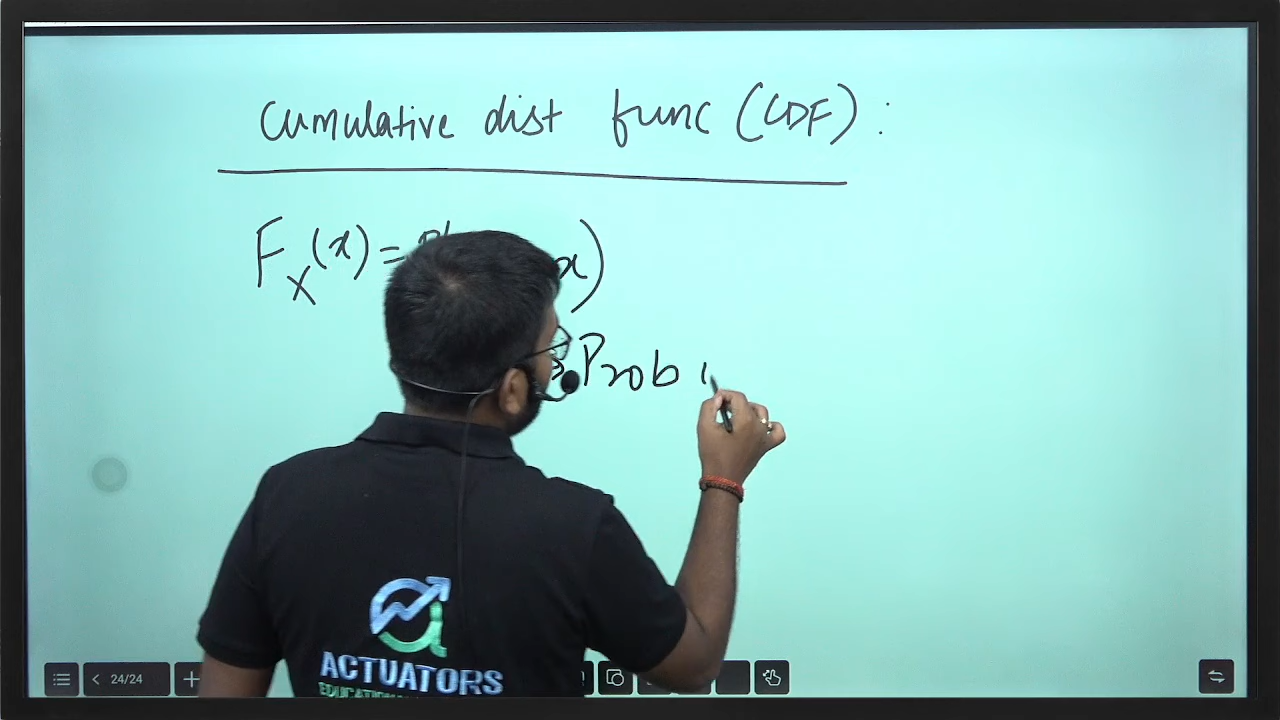 Cumulative dist func (CDF) :
F_X(x) = P( x)
Prob
24/24
ACTUATORS